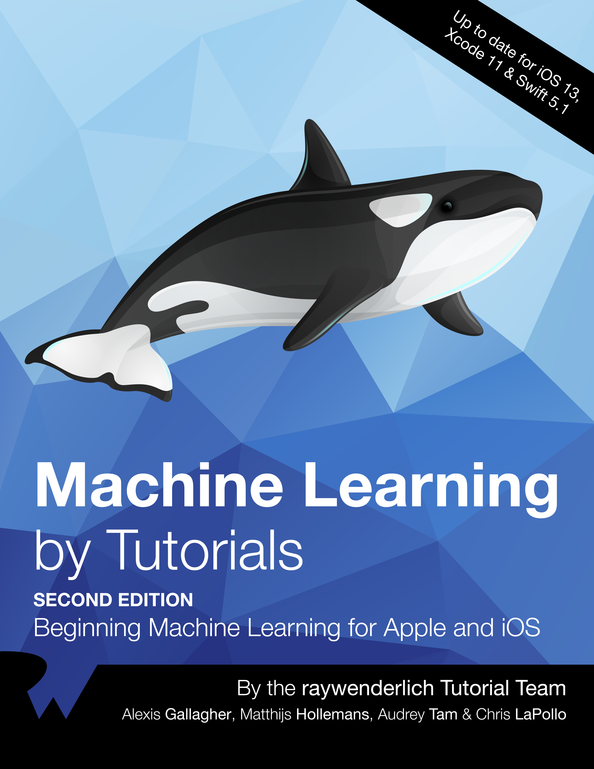 Up to date for iOS 13,
Xcode 11 & Swift 5.1
Machine Learning
by Tutorials
SECOND EDITION
Beginning Machine Learning for Apple and iOS
By the raywenderlich Tutorial Team
Alexis Gallagher, Matthijs Hollemans, Audrey Tam & Chris LaPollo